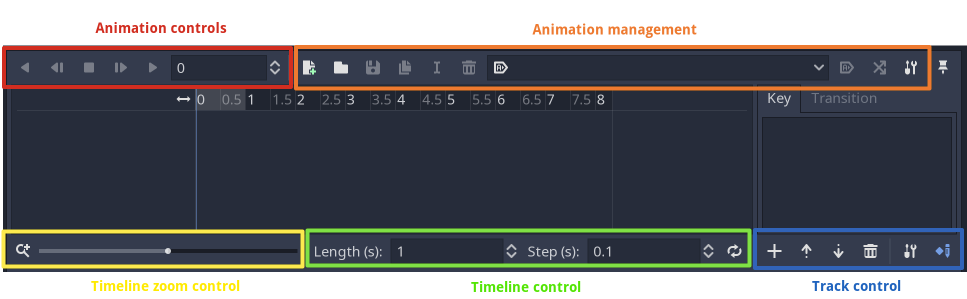 Animation controls
Animation management
0
0 0.5 1 1.5 2 2.5 3 3.5 4 4.5 5 5.5 6 6.5 7 7.5 8
Key Transition
Length (s): 1 Step (s): 0.1
Timeline zoom control
Timeline control
Track control